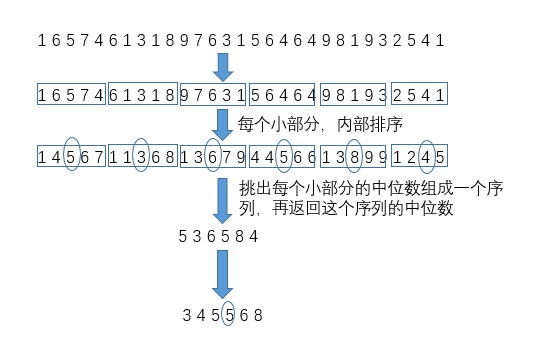 1 6 5 7 4 6 1 3 1 8 9 7 6 3 1 5 6 4 6 4 9 8 1 9 3 2 5 4 1
1 6 5 7 4 6 1 3 1 8 9 7 6 3 1 5 6 4 6 4 9 8 1 9 3 2 5 4 1
每个小部分，内部排序
1 4 5 6 7 1 1 3 6 8 1 3 6 7 9 4 4 5 6 6 1 3 8 9 9 1 2 4 5
挑出每个小部分的中位数组成一个序
列，再返回这个序列的中位数
5 3 6 5 8 4
3 4 5 5 6 8